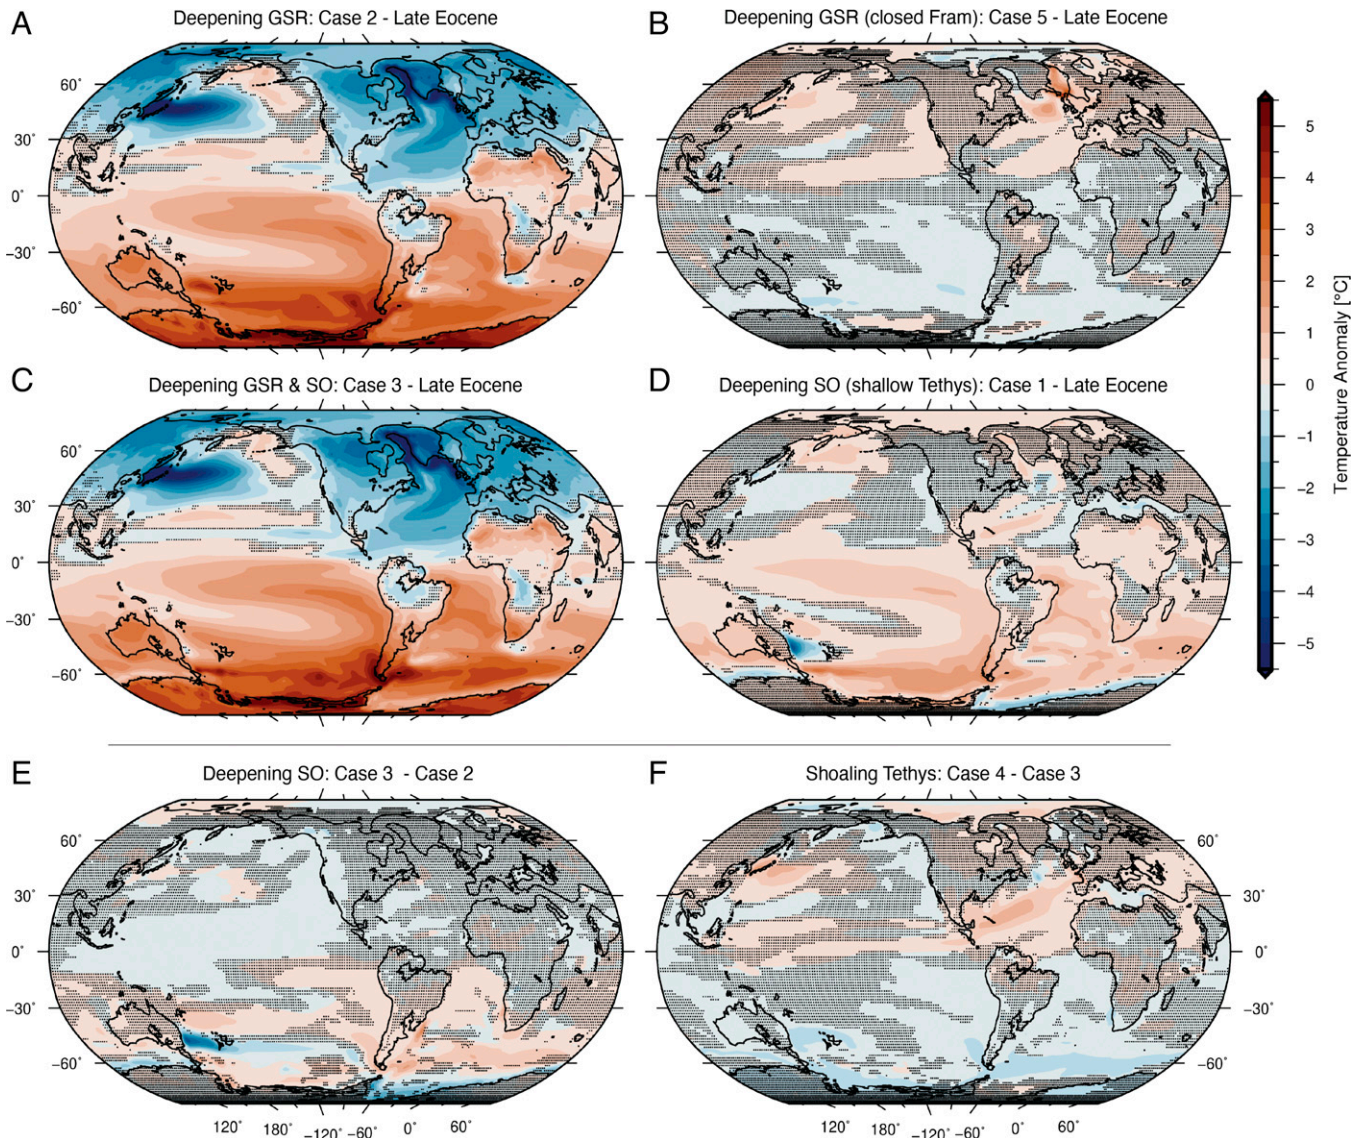 A
Deepening GSR: Case 2 - Late Eocene
B
Deepening GSR (closed Fram): Case 5 - Late Eocene
60°
30°
0°
−30°
−60°
C
Deepening GSR & SO: Case 3 - Late Eocene
D
Deepening SO (shallow Tethys): Case 1 - Late Eocene
60°
30°
0°
−30°
−60°
5
4
3
2
1
0
−1
−2
−3
−4
−5
Temperature Anomaly [°C]
E
Deepening SO: Case 3 - Case 2
F
Shoaling Tethys: Case 4 - Case 3
60°
30°
0°
−30°
−60°
60°
30°
0°
−30°
−60°
120° 180° −120° −60° 0° 60°
120° 180° −120° −60° 0° 60°